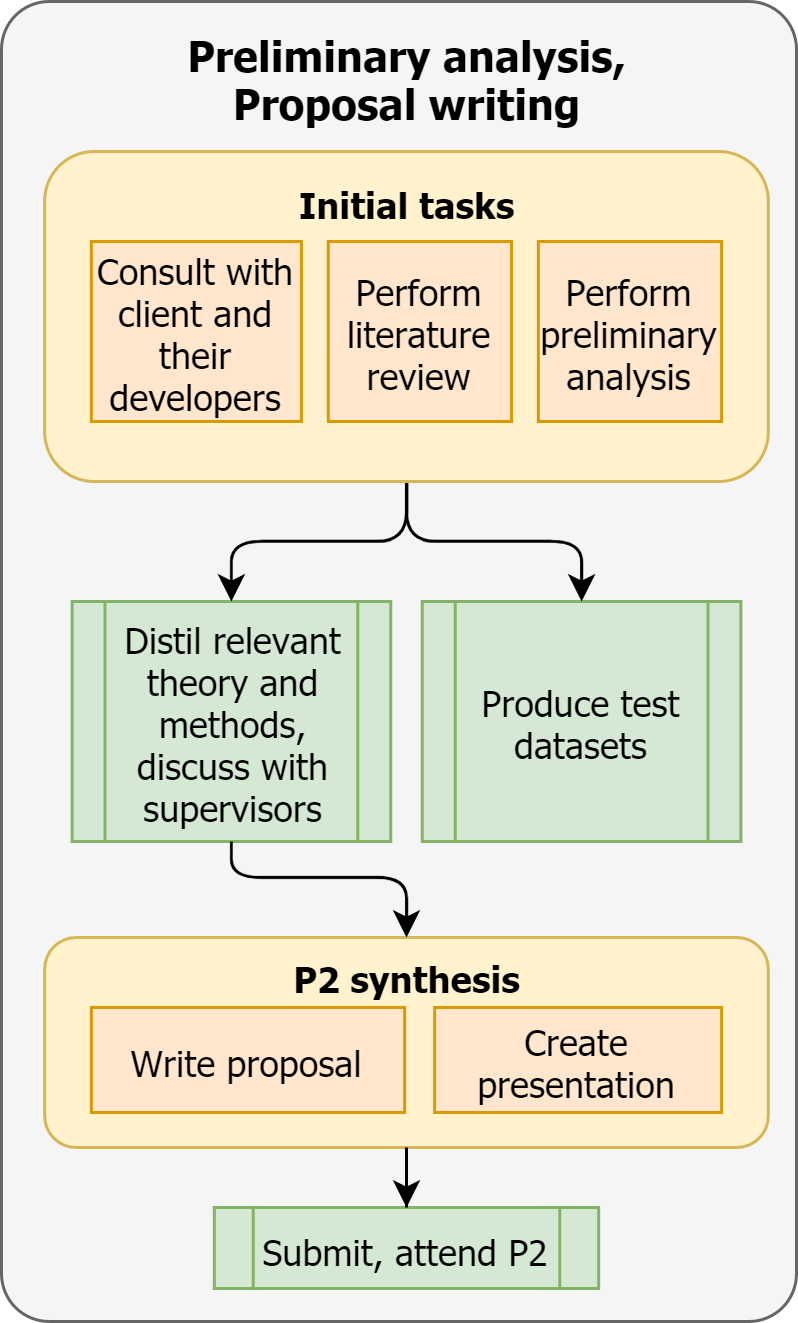 Preliminary analysis,
Proposal writing
Initial tasks
Consult with
client and
their
developers
Perform
literature
review
Perform
preliminary
analysis
Distil relevant
theory and
methods,
discuss with
supervisors
Produce test
datasets
P2 synthesis
Write proposal
Create
presentation
Submit, attend P2